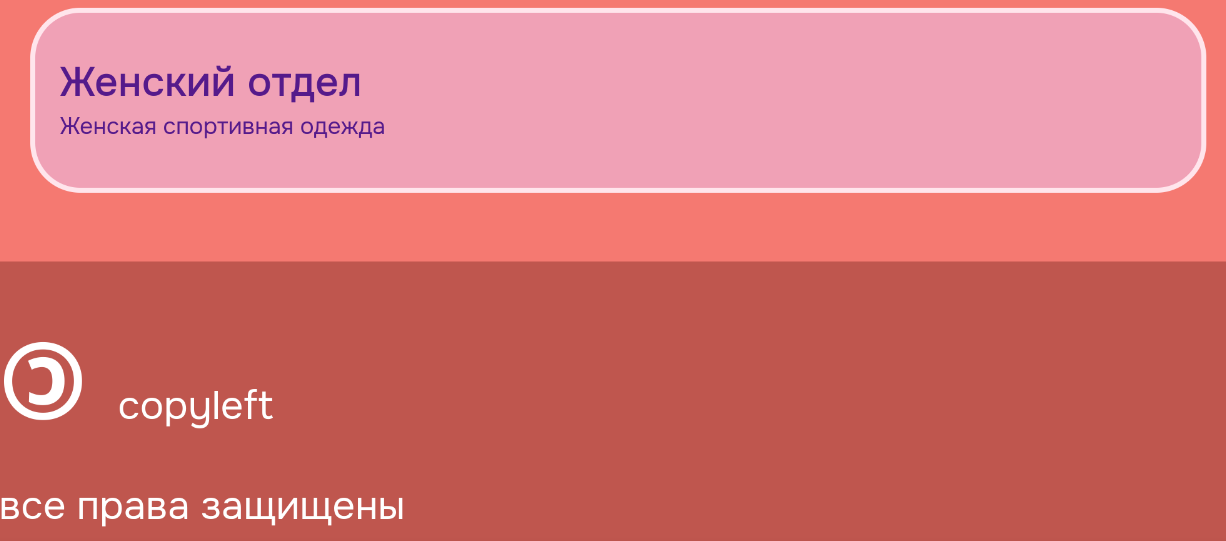 Женский отдел
Женская спортивная одежда
🄯 copyleft
все права защищены